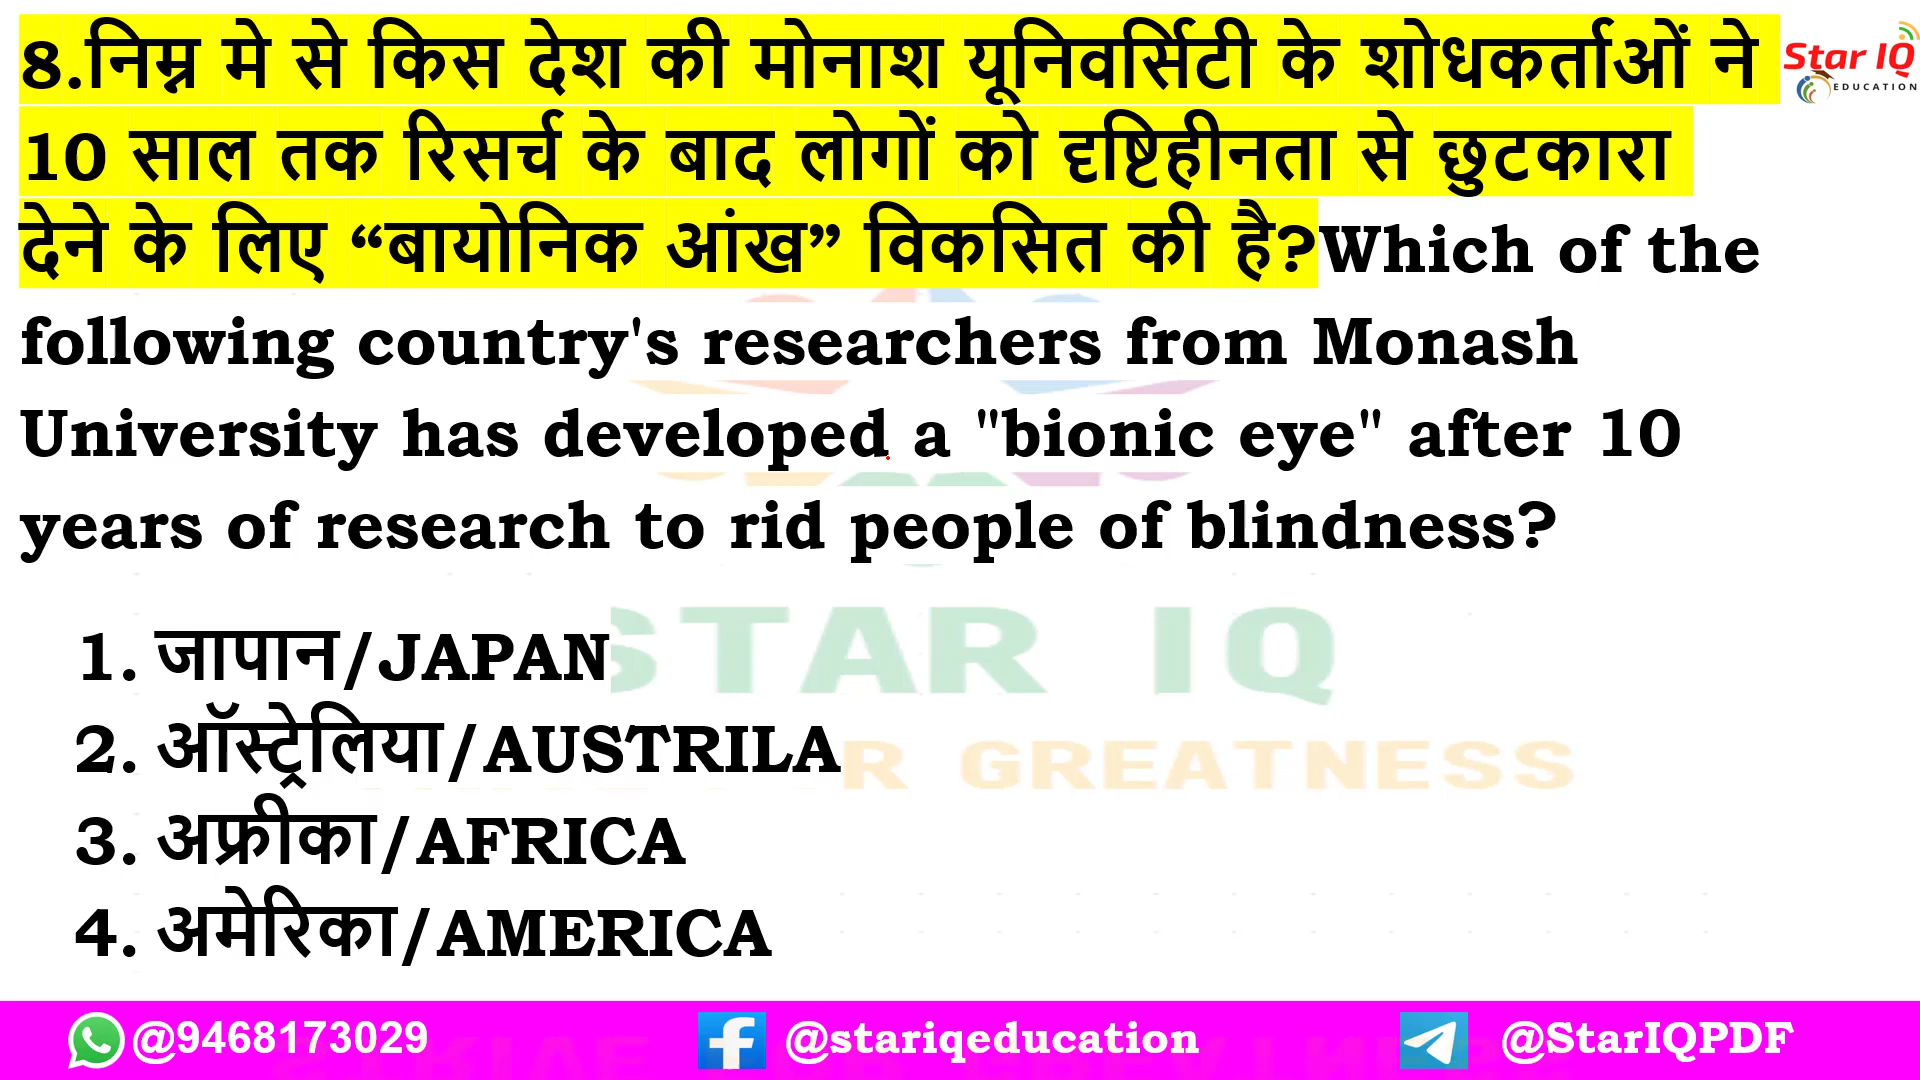 8.निम्न मे से किस देश की मोनाश यूनिवर्सिटी के शोधकर्ताओं ने
Star IQ
EDUCATION
10 साल तक रिसर्च के बाद लोगों को दृष्टिहीनता से छुटकारा
देने के लिए “बायोनिक आंख” विकसित की है?Which of the
following country's researchers from Monash
University has developed a "bionic eye" after 10
years of research to rid people of blindness?
STAR IQ
1. जापान/JAPAN
2. ऑस्ट्रेलिया/AUSTRILA
GREATNESS
3. अफ्रीका/AFRICA
4. अमेरिका/AMERICA
@9468173029 @stariqeducation @StarIQPDF